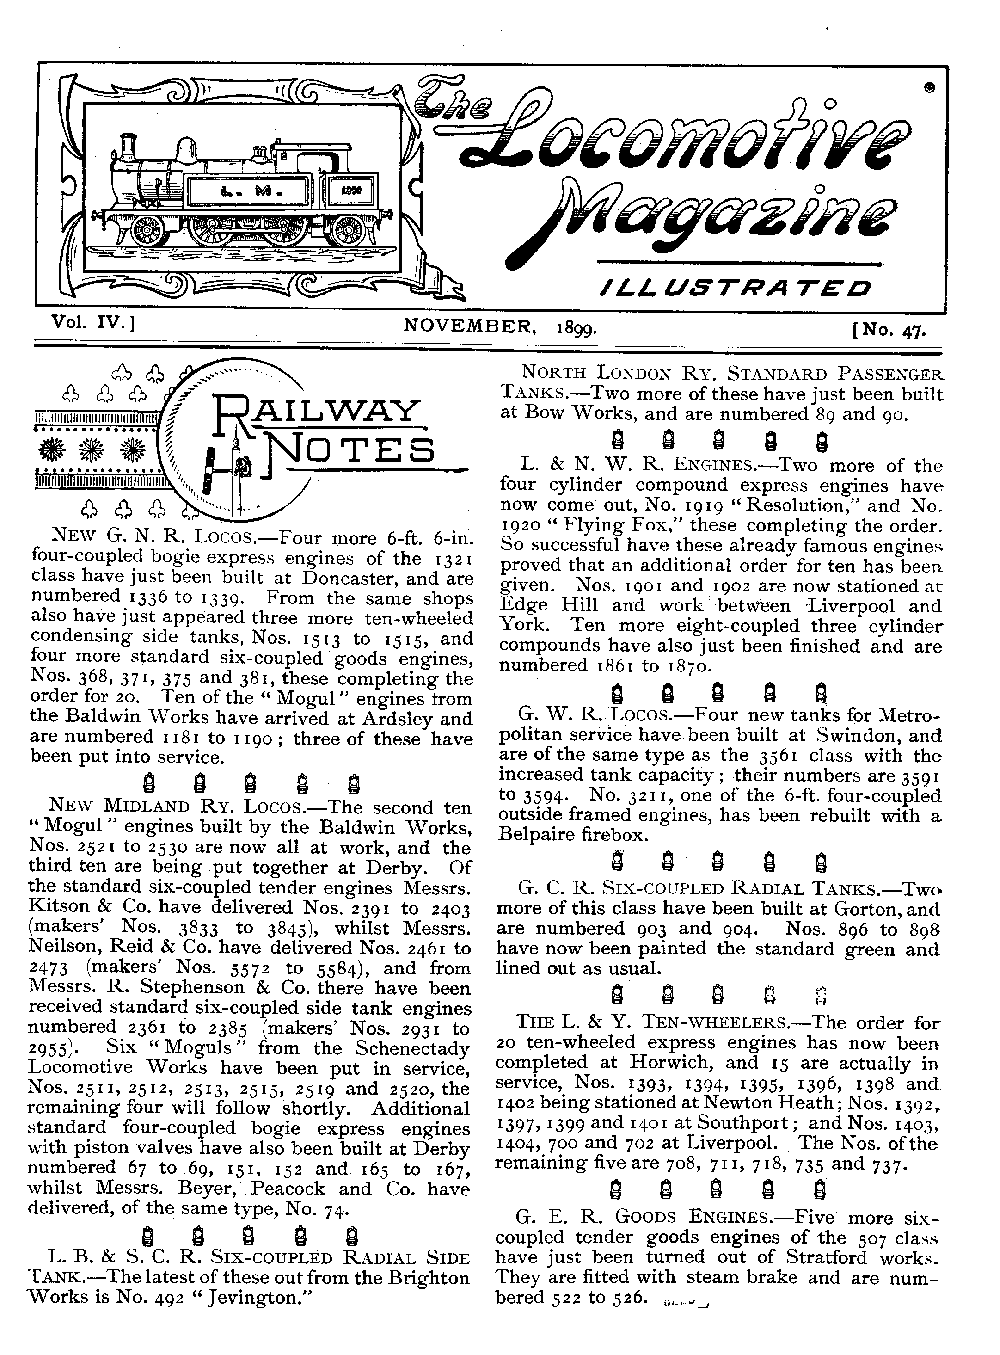 The Locomotive
Magazine
ILLUSTRATED
L. M.
Vol. IV.] NOVEMBER, 1899. [No. 47.
RAILWAY
NOTES
NEW G. N. R. LOCOS.—Four more 6-ft. 6-in.
four-coupled bogie express engines of the 1321
class have just been built at Doncaster, and are
numbered 1336 to 1339. From the same shops
also have just appeared three more ten-wheeled
condensing side tanks, Nos. 1513 to 1515, and
four more standard six-coupled goods engines,
Nos. 368, 371, 375 and 381, these completing the
order for 20. Ten of the “Mogul” engines from
the Baldwin Works have arrived at Ardsley and
are numbered 1181 to 1190; three of these have
been put into service.
NEW MIDLAND RY. LOCOS.—The second ten
“Mogul” engines built by the Baldwin Works,
Nos. 2521 to 2530 are now all at work, and the
third ten are being put together at Derby. Of
the standard six-coupled tender engines Messrs.
Kitson & Co. have delivered Nos. 2391 to 2403
(makers’ Nos. 3833 to 3845), whilst Messrs.
Neilson, Reid & Co. have delivered Nos. 2461 to
2473 (makers’ Nos. 5572 to 5584), and from
Messrs. R. Stephenson & Co. there have been
received standard six-coupled side tank engines
numbered 2361 to 2385 (makers’ Nos. 2931 to
2955). Six “Moguls” from the Schenectady
Locomotive Works have been put in service,
Nos. 2511, 2512, 2513, 2515, 2519 and 2520, the
remaining four will follow shortly. Additional
standard four-coupled bogie express engines
with piston valves have also been built at Derby
numbered 67 to 69, 151, 152 and 165 to 167,
whilst Messrs. Beyer, Peacock and Co. have
delivered, of the same type, No. 74.
L. B. & S. C. R. SIX-COUPLED RADIAL SIDE
TANK.—The latest of these out from the Brighton
Works is No. 492 “Jevington.”
NORTH LONDON RY. STANDARD PASSENGER
TANKS.—Two more of these have just been built
at Bow Works, and are numbered 89 and 90.
L. & N. W. R. ENGINES.—Two more of the
four cylinder compound express engines have
now come out, No. 1919 “Resolution,” and No.
1920 “Flying Fox,” these completing the order.
So successful have these already famous engines
proved that an additional order for ten has been
given. Nos. 1901 and 1902 are now stationed at
Edge Hill and work between Liverpool and
York. Ten more eight-coupled three cylinder
compounds have also just been finished and are
numbered 1861 to 1870.
G. W. R. LOCOS.—Four new tanks for Metro-
politan service have been built at Swindon, and
are of the same type as the 3561 class with the
increased tank capacity; their numbers are 3591
to 3594. No. 3211, one of the 6-ft. four-coupled
outside framed engines, has been rebuilt with a
Belpaire firebox.
G. C. R. SIX-COUPLED RADIAL TANKS.—Two
more of this class have been built at Gorton, and
are numbered 903 and 904. Nos. 896 to 898
have now been painted the standard green and
lined out as usual.
THE L. & Y. TEN-WHEELERS.—The order for
20 ten-wheeled express engines has now been
completed at Horwich, and 15 are actually in
service, Nos. 1393, 1394, 1395, 1396, 1398 and
1402 being stationed at Newton Heath; Nos. 1392,
1397, 1399 and 1401 at Southport; and Nos. 1403,
1404, 700 and 702 at Liverpool. The Nos. of the
remaining five are 708, 711, 718, 735 and 737.
G. E. R. GOODS ENGINES.—Five more six-
coupled tender goods engines of the 507 class
have just been turned out of Stratford works.
They are fitted with steam brake and are num-
bered 522 to 526.